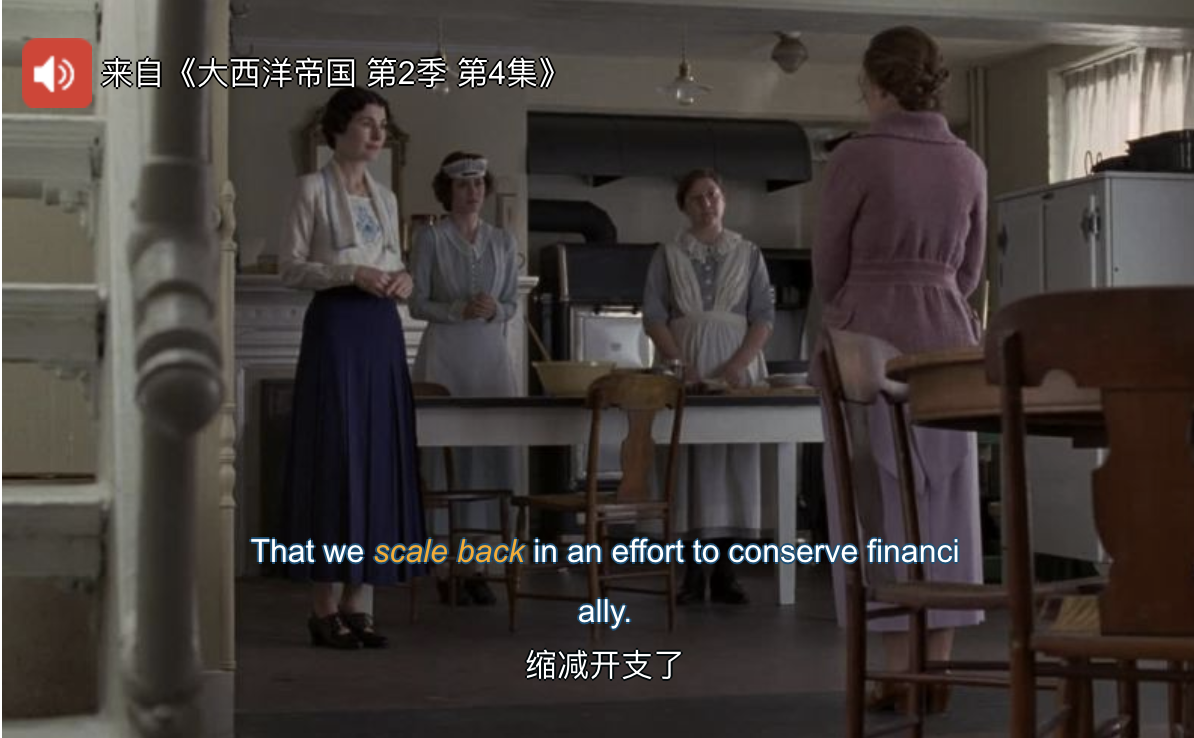 来自《大西洋帝国 第2季 第4集》
That we scale back in an effort to conserve financi
ally.
缩减开支了